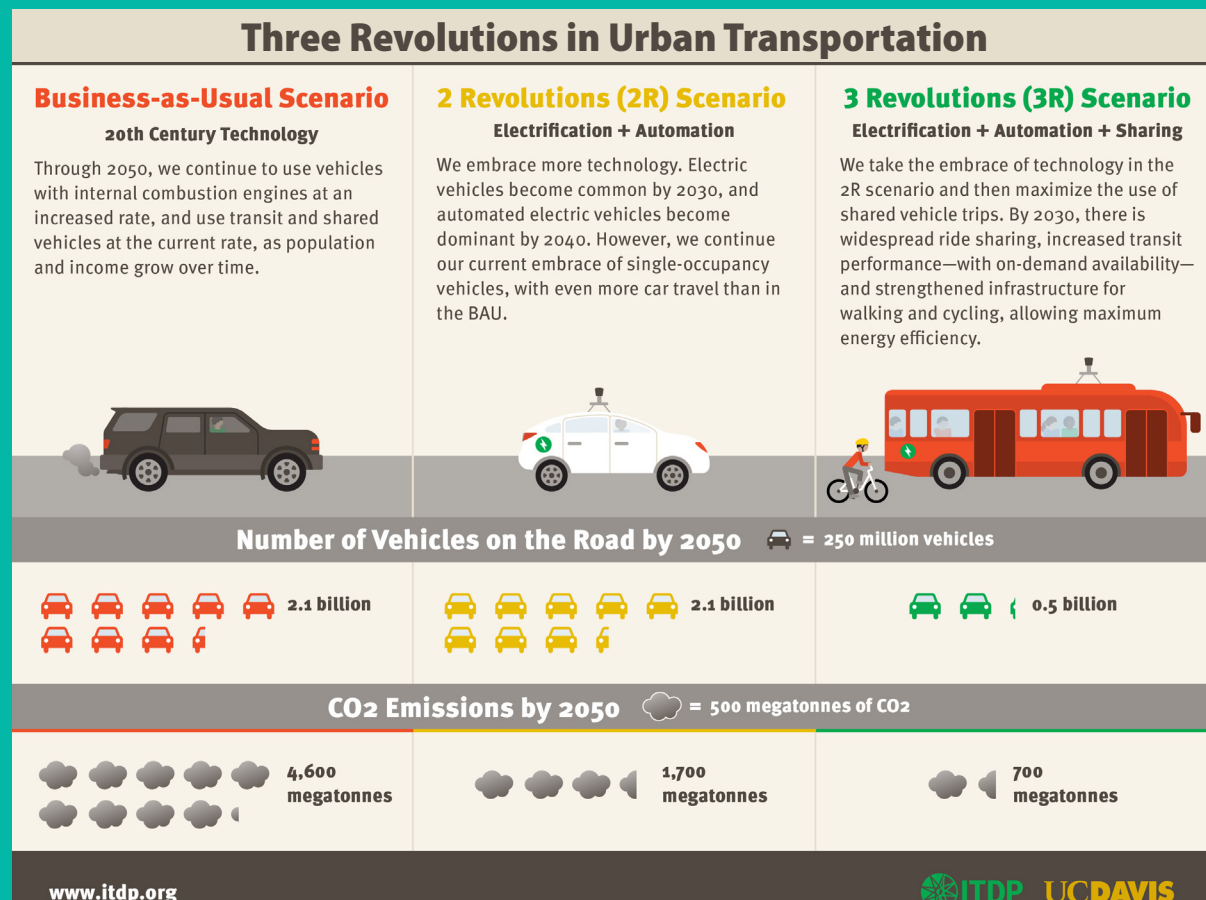 Three Revolutions in Urban Transportation
Business-as-Usual Scenario
20th Century Technology
Through 2050, we continue to use vehicles
with internal combustion engines at an
increased rate, and use transit and shared
vehicles at the current rate, as population
and income grow over time.
2 Revolutions (2R) Scenario
Electrification + Automation
We embrace more technology. Electric
vehicles become common by 2030, and
automated electric vehicles become
dominant by 2040. However, we continue
our current embrace of single-occupancy
vehicles, with even more car travel than in
the BAU.
3 Revolutions (3R) Scenario
Electrification + Automation + Sharing
We take the embrace of technology in the
2R scenario and then maximize the use of
shared vehicle trips. By 2030, there is
widespread ride sharing, increased transit
performance—with on-demand availability—
and strengthened infrastructure for
walking and cycling, allowing maximum
energy efficiency.
Number of Vehicles on the Road by 2050 = 250 million vehicles
2.1 billion
2.1 billion
0.5 billion
CO2 Emissions by 2050 = 500 megatonnes of CO2
4,600
megatonnes
1,700
megatonnes
700
megatonnes
www.itdp.org
ITDP UCDAVIS